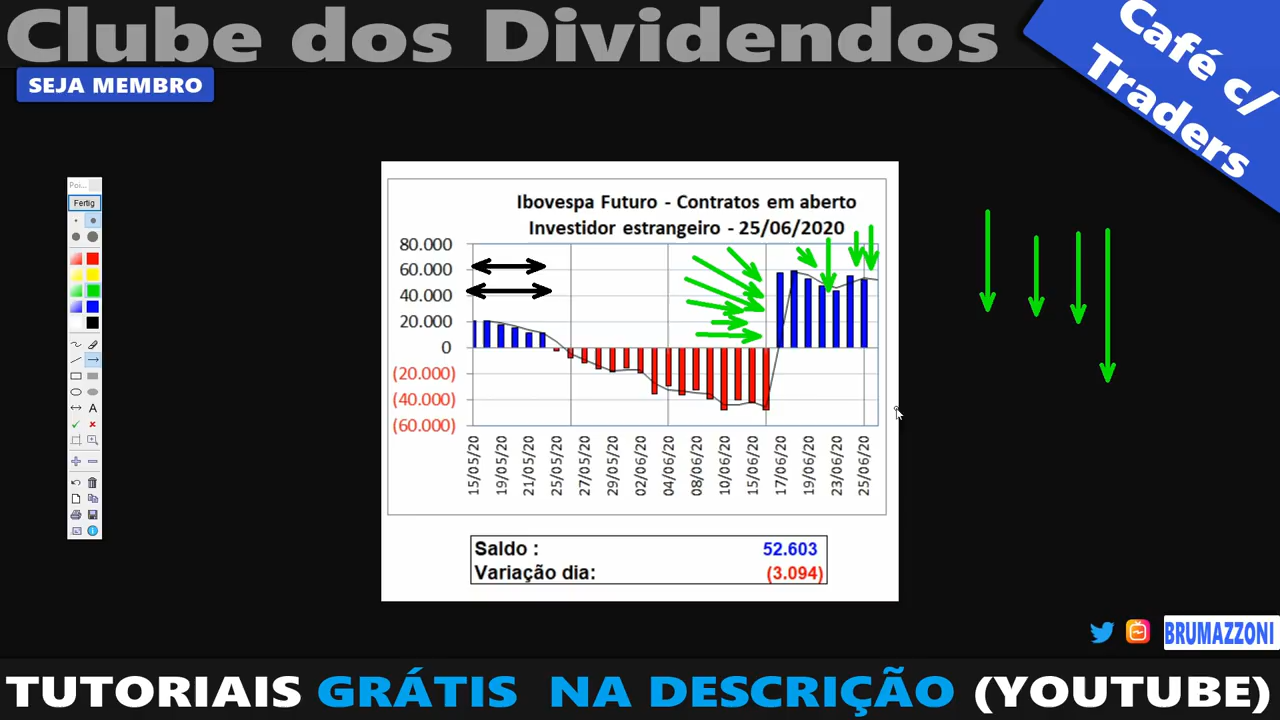 Clube dos Dividendos
SEJA MEMBRO
Café c/
Traders
Poi...
Fertig
A
Ibovespa Futuro - Contratos em aberto
Investidor estrangeiro - 25/06/2020
80.000
60.000
40.000
20.000
0
(20.000)
(40.000)
(60.000)
15/05/20
19/05/20
21/05/20
25/05/20
27/05/20
29/05/20
02/06/20
04/06/20
08/06/20
10/06/20
15/06/20
17/06/20
19/06/20
23/06/20
25/06/20
Saldo : 52.603
Variação dia: (3.094)
BRUMAZZONI
TUTORIAIS GRÁTIS NA DESCRIÇÃO (YOUTUBE)